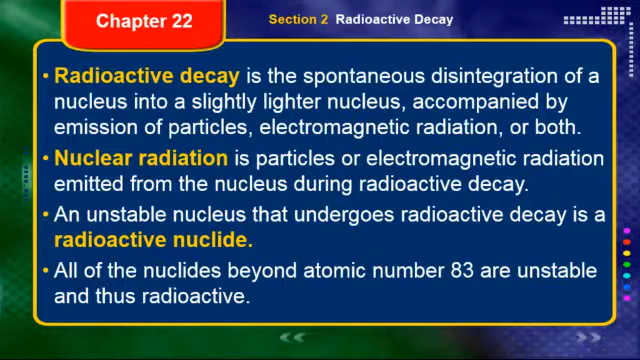 Chapter 22
Section 2 Radioactive Decay
• Radioactive decay is the spontaneous disintegration of a
nucleus into a slightly lighter nucleus, accompanied by
emission of particles, electromagnetic radiation, or both.
• Nuclear radiation is particles or electromagnetic radiation
emitted from the nucleus during radioactive decay.
• An unstable nucleus that undergoes radioactive decay is a
radioactive nuclide.
• All of the nuclides beyond atomic number 83 are unstable
and thus radioactive.